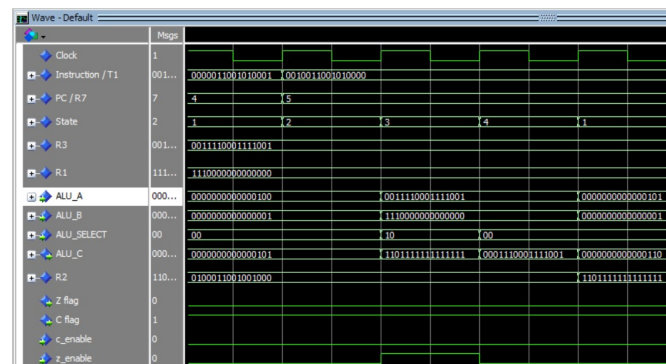 Wave - Default
Msgs
Clock 1
Instruction / T1 001... 0000011001010001 0010011001010000
PC / R7 7 4 5
State 2 1 2 3 4 1
R3 001... 0011110001111001
R1 111... 1110000000000000
ALU_A 000... 0000000000000100 0011110001111001 0000000000000101
ALU_B 000... 0000000000000001 1110000000000000 0000000000000001
ALU_SELECT 00 00 10 00
ALU_C 000... 0000000000000101 1101111111111111 0001110001111001 0000000000000110
R2 110... 0100011001001000 1101111111111111
Z flag 0
C flag 1
c_enable 0
z_enable 0